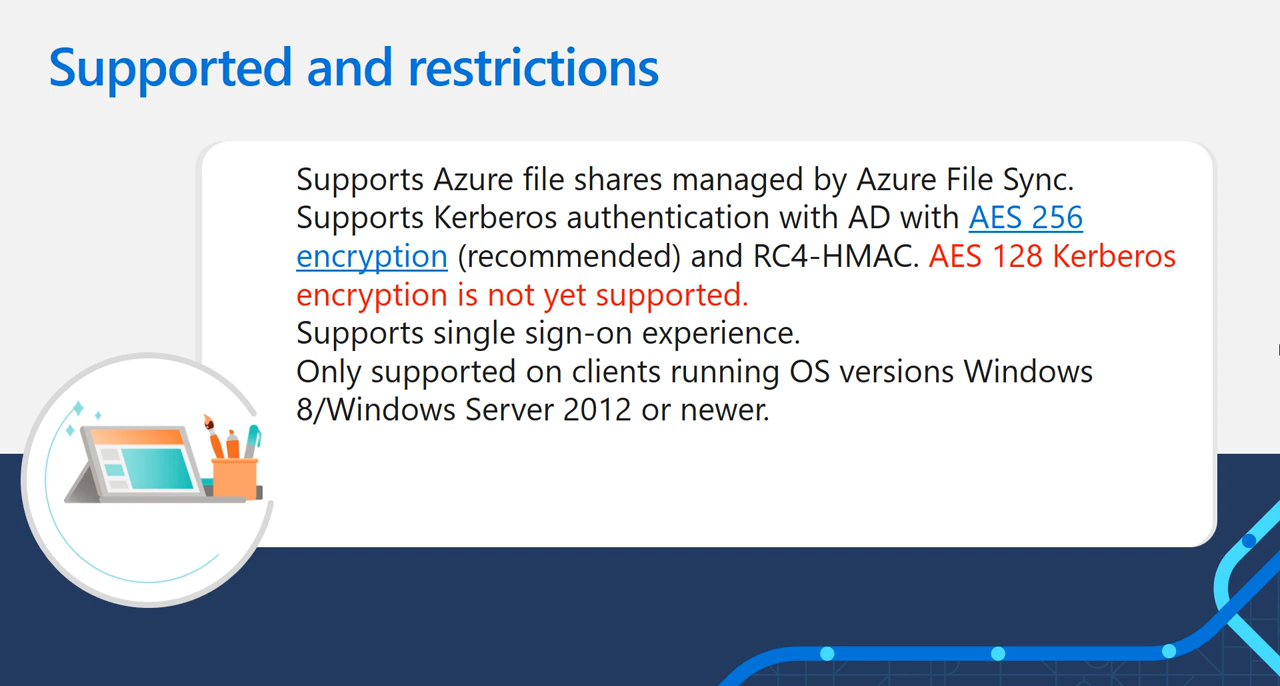 Supported and restrictions
Supports Azure file shares managed by Azure File Sync.
Supports Kerberos authentication with AD with AES 256
encryption (recommended) and RC4-HMAC. AES 128 Kerberos
encryption is not yet supported.
Supports single sign-on experience.
Only supported on clients running OS versions Windows
8/Windows Server 2012 or newer.